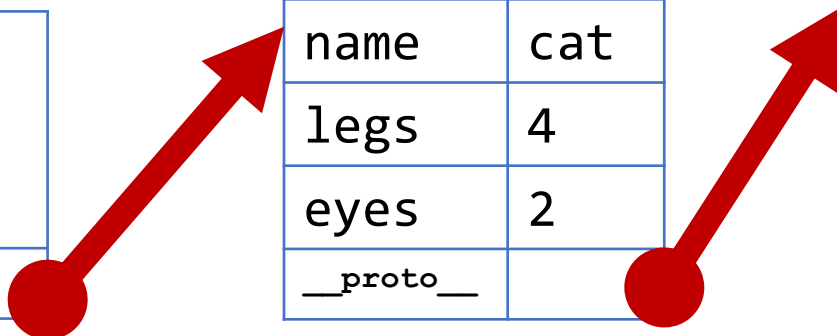 name cat
legs 4
eyes 2
__proto__